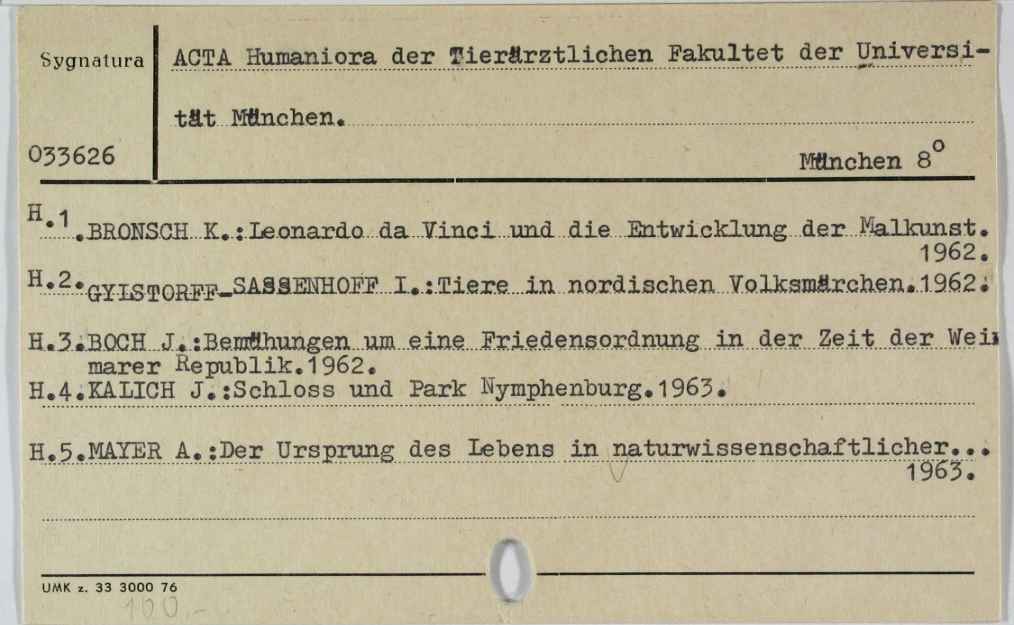 Sygnatura
ACTA Humaniora der Tierärztlichen Fakultet der Universi-
tät München.
033626
München 8°
H.1.BRONSCH K.:Leonardo da Vinci und die Entwicklung der Malkunst.
1962.
H.2.GYLSTORFF-SASSENHOFF I.:Tiere in nordischen Volksmärchen.1962.
H.3.BOCH J.:Bemühungen um eine Friedensordnung in der Zeit der Wei
marer Republik.1962.
H.4.KALICH J.:Schloss und Park Nymphenburg.1963.
H.5.MAYER A.:Der Ursprung des Lebens in naturwissenschaftlicher...
1963.
UMK z. 33 3000 76
100.-